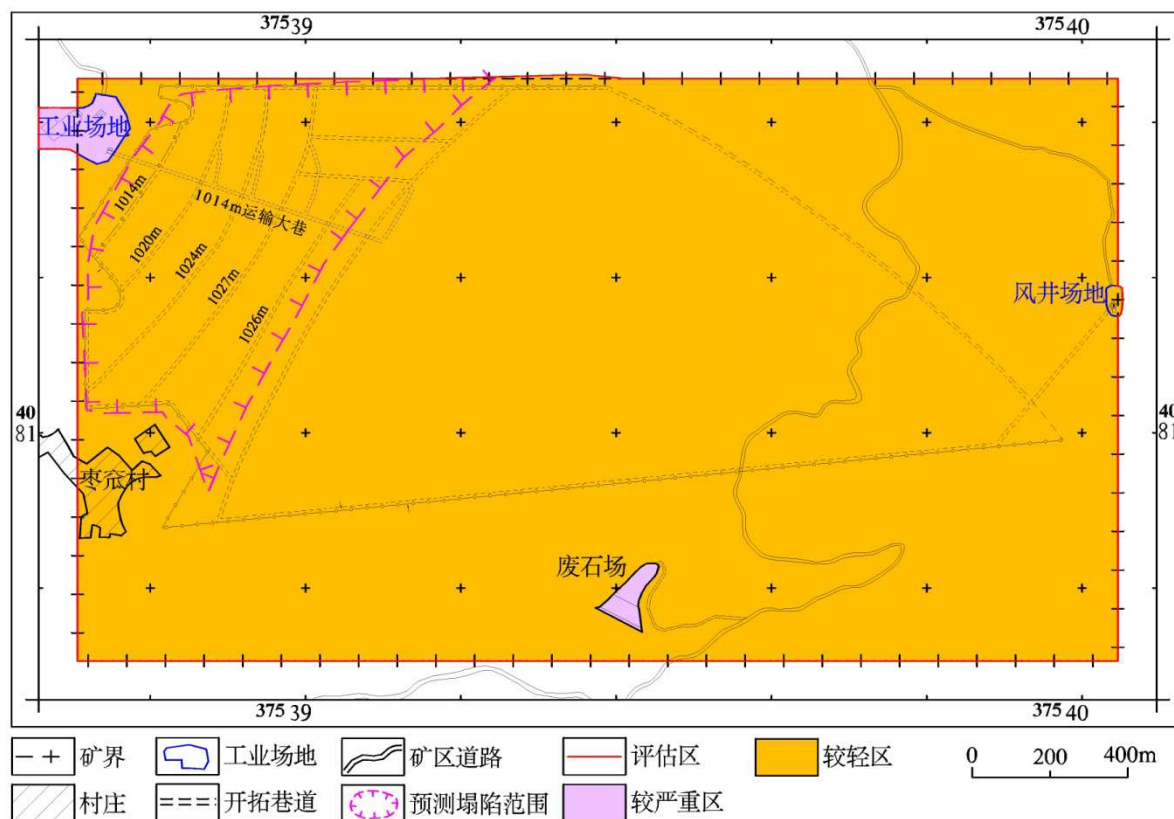 37539 37540
工业场地
1014m
1014m运输大巷
1020m
1024m
1027m
1026m
风井场地
40 40
81 81
废石场
37539 37540
矿界 工业场地 矿区道路 评估区 较轻区 0 200 400m
村庄 开拓巷道 预测塌陷范围 较严重区